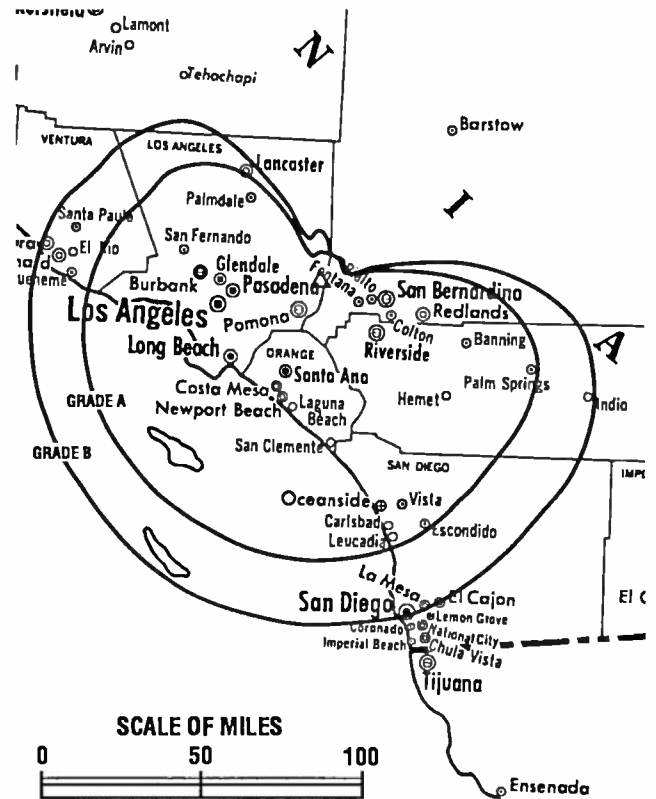 Lamont
Arvin
Tehachapi
N
Barstow
VENTURA
LOS ANGELES
Lancaster
Palmdale
I
Santa Paula
San Fernando
El Rio
Glendale
Burbank
Pasadena
Fontana
Rialto
San Bernardino
Los Angeles
Pomona
Colton
Redlands
Riverside
Banning
A
Long Beach
ORANGE
Santa Ana
Palm Springs
Costa Mesa
GRADE A
Newport Beach
Laguna
Beach
Hemet
Indio
GRADE B
San Clemente
SAN DIEGO
Oceanside
Vista
Carlsbad
Escondido
Leucadia
La Mesa
San Diego
El Cajon
Lemon Grove
Coronado
National City
Imperial Beach
Chula Vista
Tijuana
SCALE OF MILES
0 50 100
Ensenada